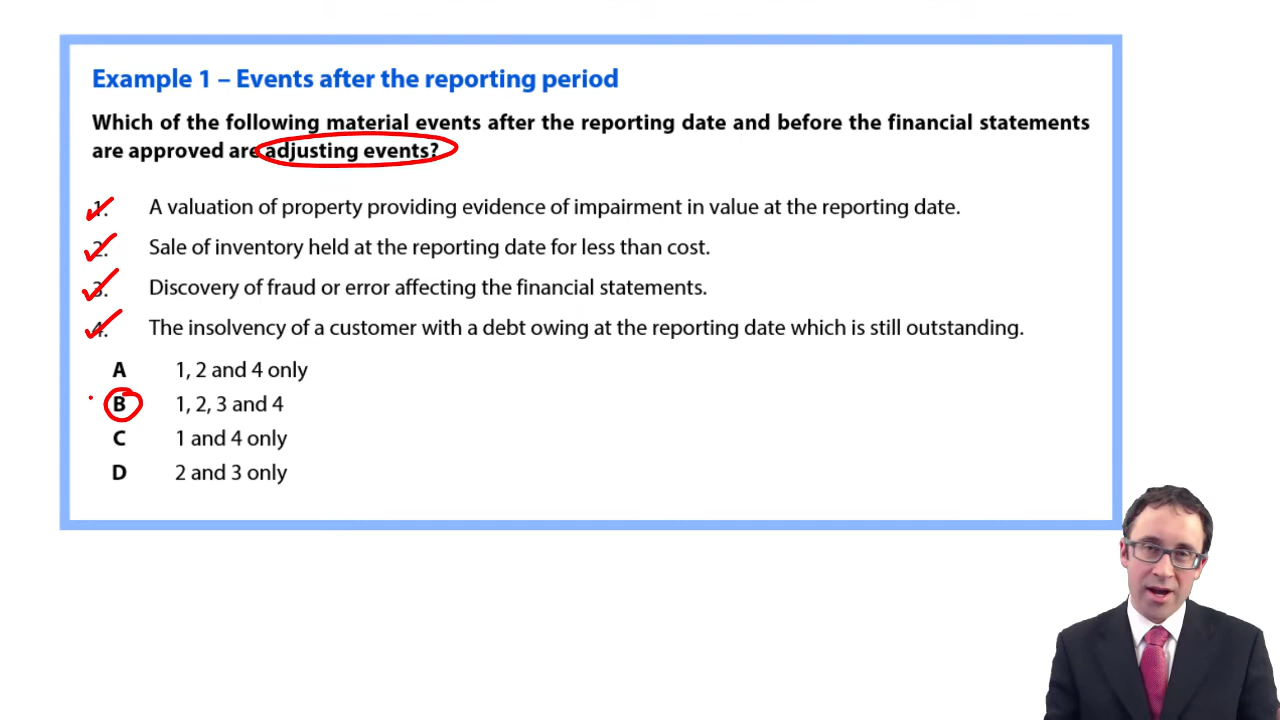 Example 1 – Events after the reporting period
Which of the following material events after the reporting date and before the financial statements
are approved are adjusting events?
1. A valuation of property providing evidence of impairment in value at the reporting date.
2. Sale of inventory held at the reporting date for less than cost.
3. Discovery of fraud or error affecting the financial statements.
4. The insolvency of a customer with a debt owing at the reporting date which is still outstanding.
A 1, 2 and 4 only
B 1, 2, 3 and 4
C 1 and 4 only
D 2 and 3 only